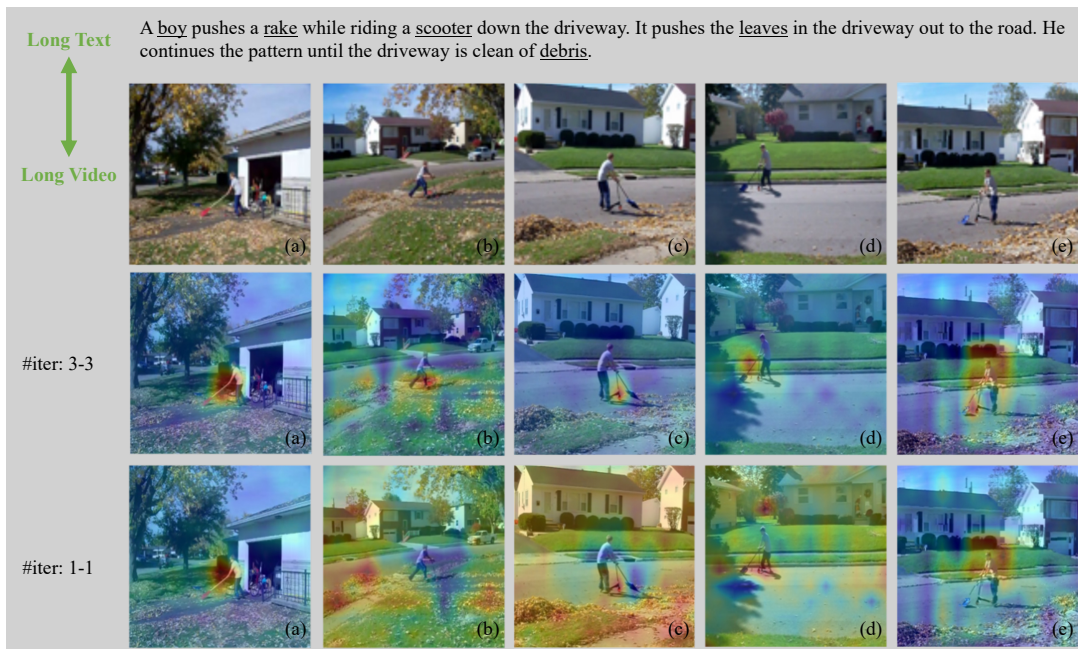 Long Text
Long Video
A boy pushes a rake while riding a scooter down the driveway. It pushes the leaves in the driveway out to the road. He
continues the pattern until the driveway is clean of debris.
(a) (b) (c) (d) (e)
#iter: 3-3
(a) (b) (c) (d) (e)
#iter: 1-1
(a) (b) (c) (d) (e)